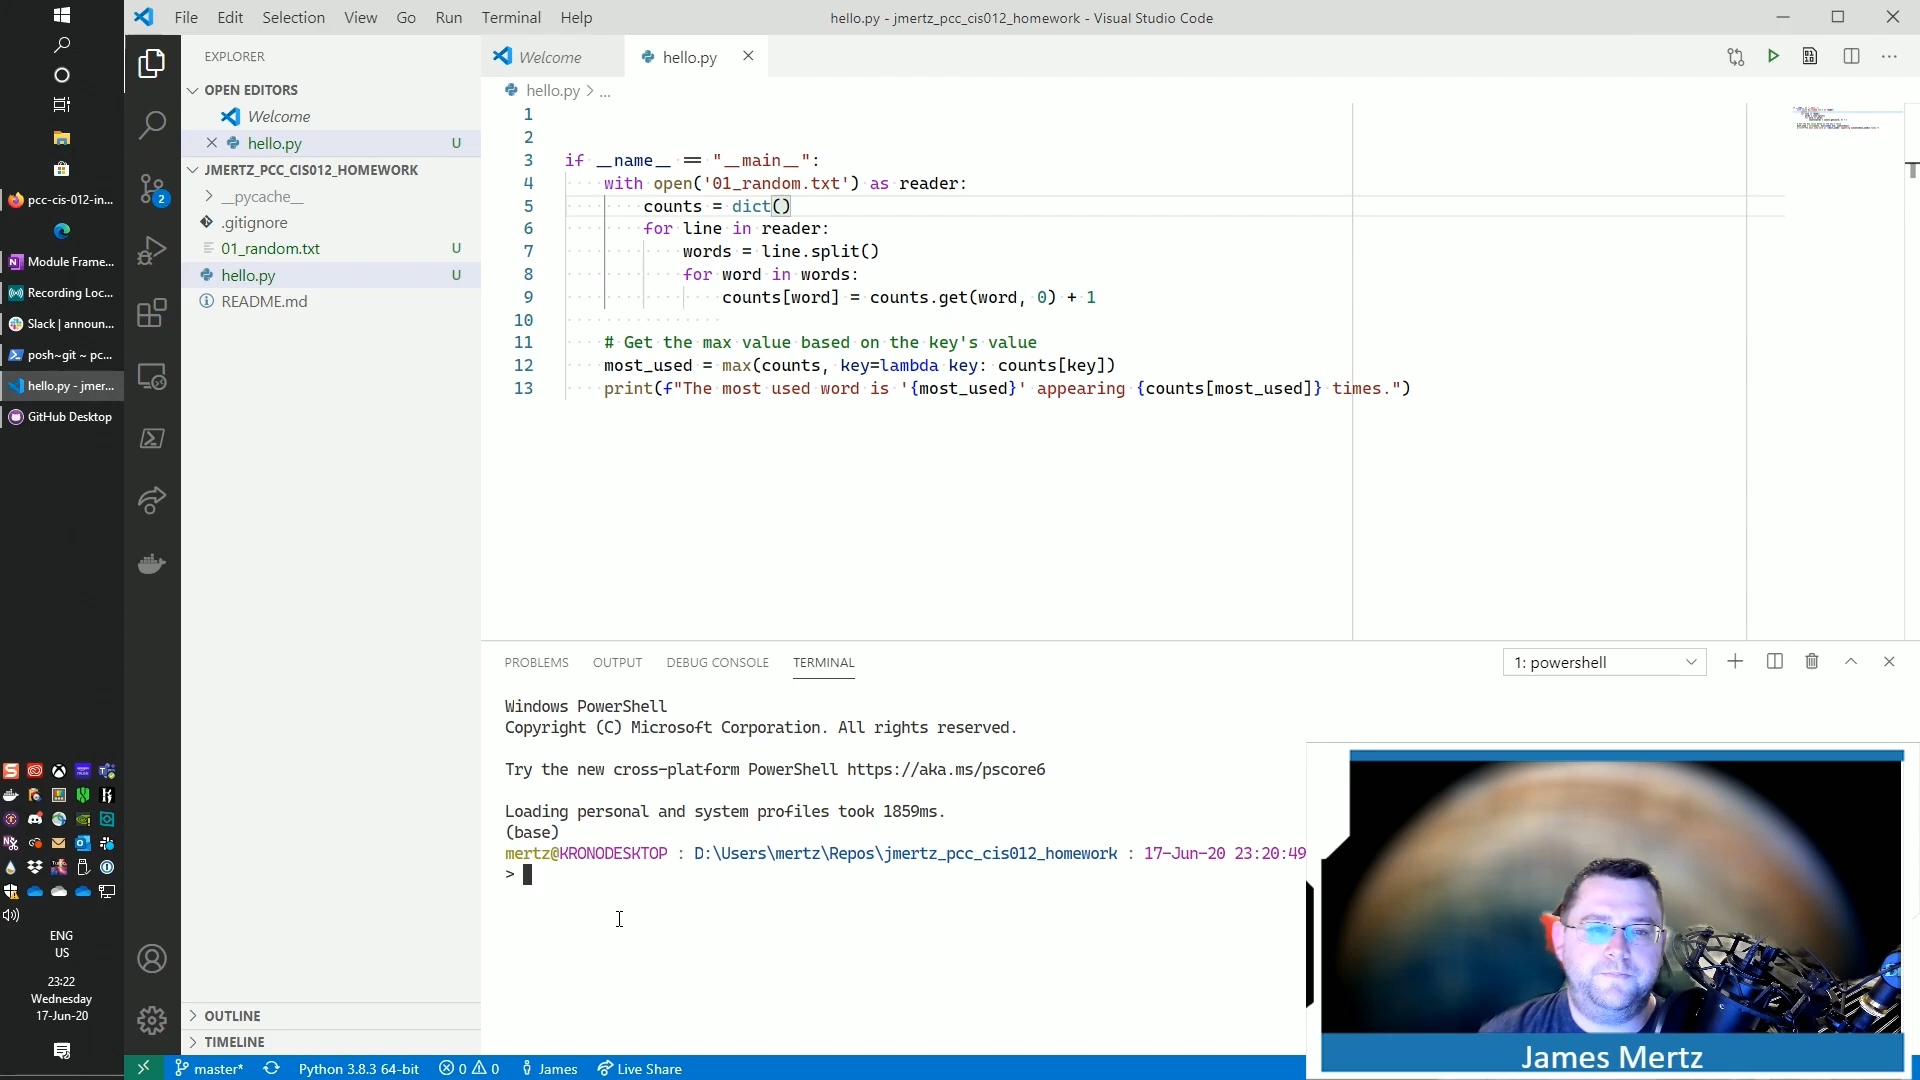 File Edit Selection View Go Run Terminal Help
hello.py - jmertz_pcc_cis012_homework - Visual Studio Code
pcc-cis-012-in...
Module Frame...
Recording Loc...
Slack | announ...
posh~git ~ pc...
hello.py - jmer...
GitHub Desktop
ENG
US
23:22
Wednesday
17-Jun-20
2
EXPLORER
OPEN EDITORS
Welcome
hello.py U
JMERTZ_PCC_CIS012_HOMEWORK
__pycache__
.gitignore
01_random.txt U
hello.py U
README.md
OUTLINE
TIMELINE
Welcome
hello.py
hello.py > ...
1
2
3 if __name__ == "__main__":
4 with open('01_random.txt') as reader:
5 counts = dict()
6 for line in reader:
7 words = line.split()
8 for word in words:
9 counts[word] = counts.get(word, 0) + 1
10
11 # Get the max value based on the key's value
12 most_used = max(counts, key=lambda key: counts[key])
13 print(f"The most used word is '{most_used}' appearing {counts[most_used]} times.")
PROBLEMS OUTPUT DEBUG CONSOLE TERMINAL
1: powershell
Windows PowerShell
Copyright (C) Microsoft Corporation. All rights reserved.
Try the new cross-platform PowerShell https://aka.ms/pscore6
Loading personal and system profiles took 1859ms.
(base)
mertz@KRONODESKTOP : D:\Users\mertz\Repos\jmertz_pcc_cis012_homework : 17-Jun-20 23:20:49
>
James Mertz
master* Python 3.8.3 64-bit 0 0 James Live Share